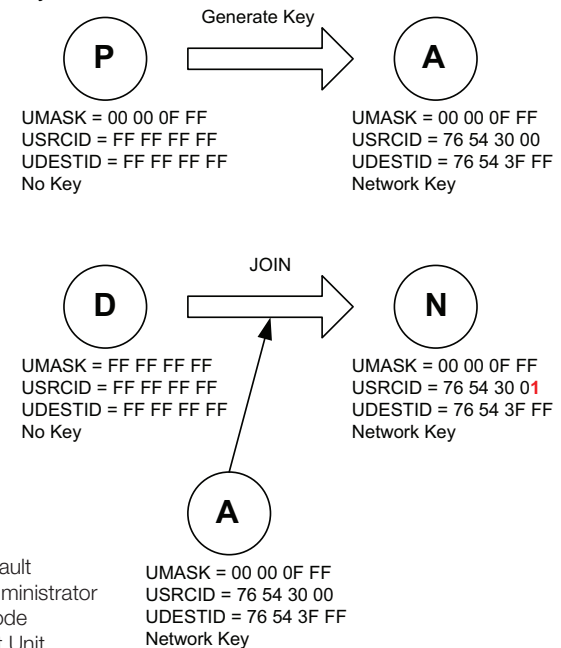 Generate Key
P
A
UMASK = 00 00 0F FF
USRCID = FF FF FF FF
UDESTID = FF FF FF FF
No Key
UMASK = 00 00 0F FF
USRCID = 76 54 30 00
UDESTID = 76 54 3F FF
Network Key
JOIN
D
N
UMASK = FF FF FF FF
USRCID = FF FF FF FF
UDESTID = FF FF FF FF
No Key
UMASK = 00 00 0F FF
USRCID = 76 54 30 01
UDESTID = 76 54 3F FF
Network Key
A
UMASK = 00 00 0F FF
USRCID = 76 54 30 00
UDESTID = 76 54 3F FF
Network Key
ault
ministrator
ode
Unit